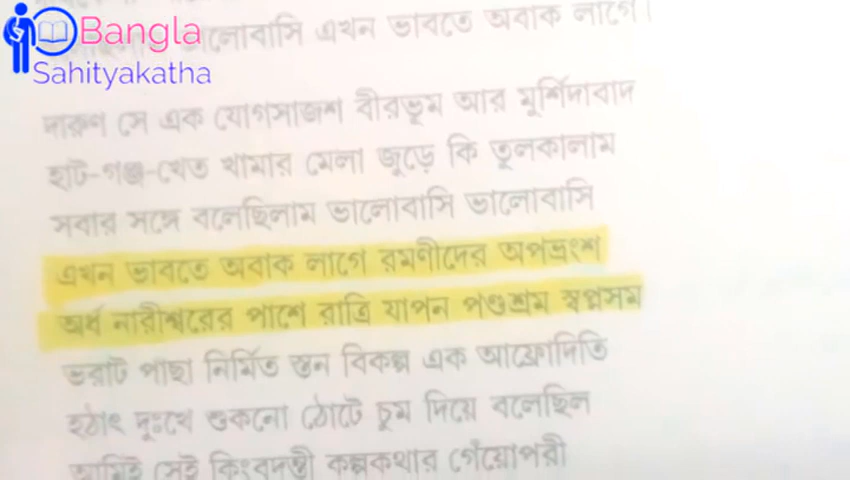 Bangla
Sahityakatha
ভালোবাসি এখন ভাবতে অবাক লাগে।
দারুণ সে এক যোগসাজশ বীরভূম আর মুর্শিদাবাদ
হাট-গঞ্জ-খেত খামার মেলা জুড়ে কি তুলকালাম
সবার সঙ্গে বলেছিলাম ভালোবাসি ভালোবাসি
এখন ভাবতে অবাক লাগে রমণীদের অপভ্রংশ
অর্ধ নারীশ্বরের পাশে রাত্রি যাপন পণ্ডশ্রম স্বপ্নসম
ভরাট পাছা নির্মিত স্তন বিকল্প এক আফ্রোদিতি
হঠাৎ দুঃখে শুকনো ঠোটে চুম দিয়ে বলেছিল
আমিই সেই কিংবদন্তী কল্পকথার গেঁয়োপরী